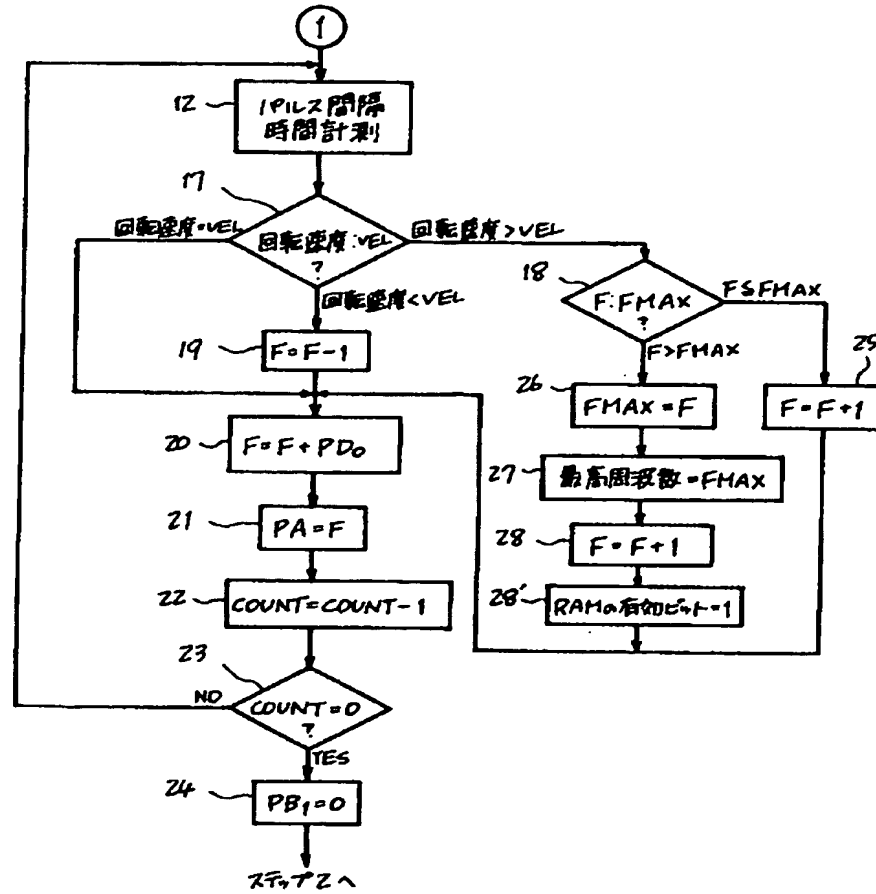 1
12
1パルス間隔
時間計測
17
回転速度=VEL
回転速度:VEL
?
回転速度>VEL
回転速度<VEL
18
F:FMAX
?
F≦FMAX
F>FMAX
19
F=F-1
25
F=F+1
26
FMAX=F
20
F=F+PD₀
27
最高周波数=FMAX
21
PA=F
28
F=F+1
22
COUNT=COUNT-1
28'
RAMの有効ビット=1
23
NO
COUNT=0
?
YES
24
PB₁=0
ステップ2へ